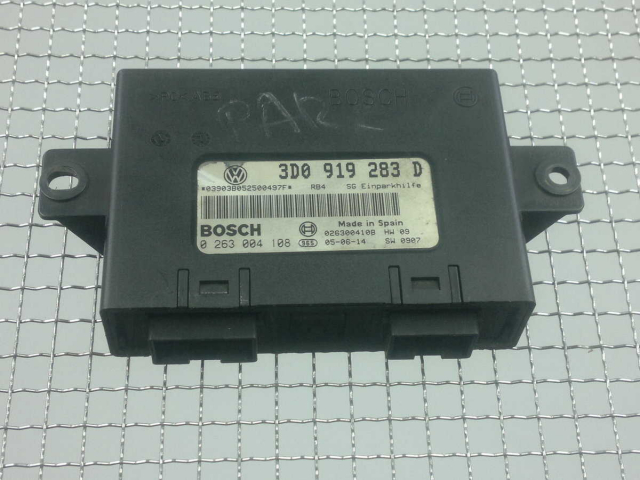 BOSCH
PARK
3D0 919 283 D
*03903B052500497F* RB4 SG Einparkhilfe
BOSCH Made in Spain
0263004108 HW 09
0 263 004 108 05-06-14 SW 0907